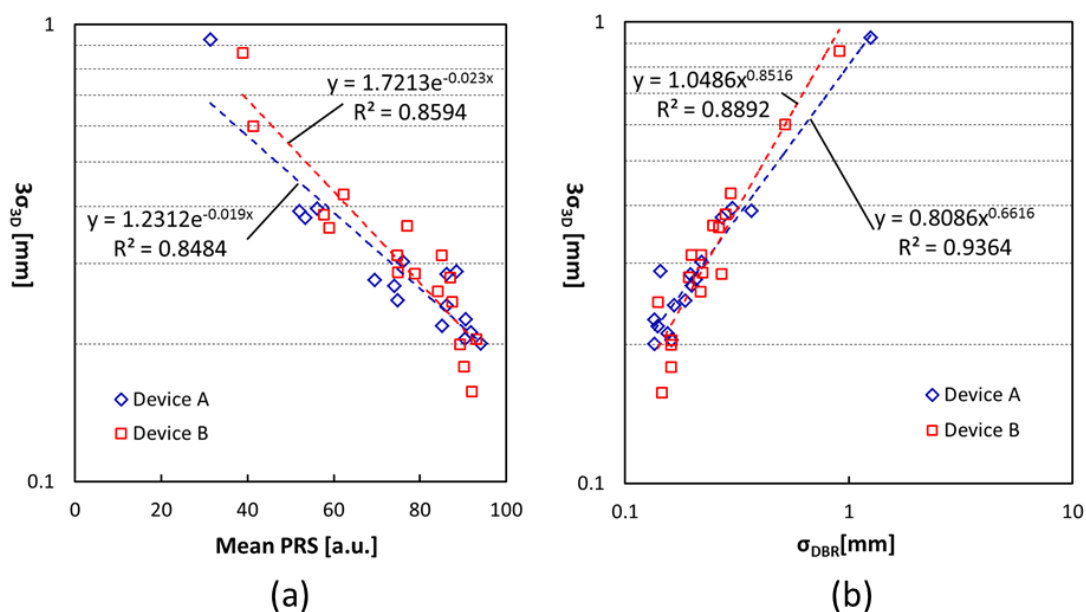 1
3σ3D [mm]
0.1
y = 1.7213e^-0.023x
R² = 0.8594
y = 1.2312e^-0.019x
R² = 0.8484
Device A
Device B
0 20 40 60 80 100
Mean PRS [a.u.]
(a)
1
3σ3D [mm]
0.1
y = 1.0486x^0.8516
R² = 0.8892
y = 0.8086x^0.6616
R² = 0.9364
Device A
Device B
0.1 1 10
σDBR[mm]
(b)